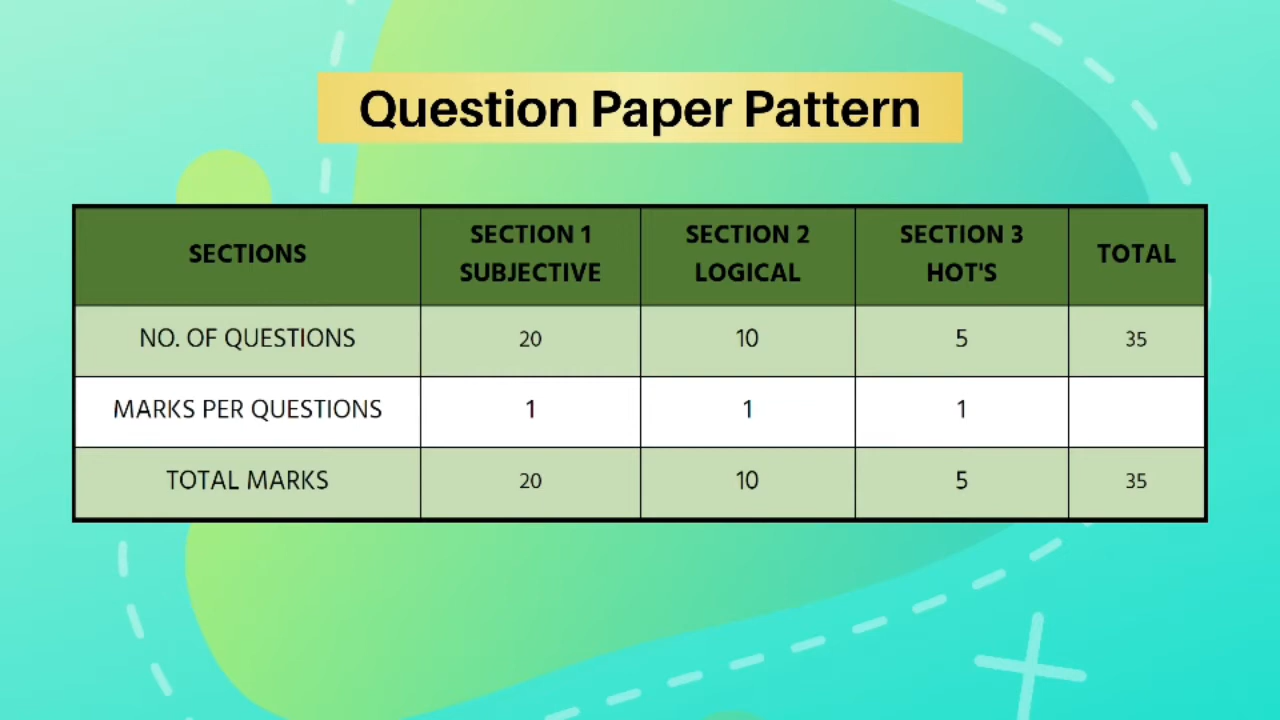 Question Paper Pattern
SECTIONS
SECTION 1
SUBJECTIVE
SECTION 2
LOGICAL
SECTION 3
HOT'S
TOTAL
NO. OF QUESTIONS 20 10 5 35
MARKS PER QUESTIONS 1 1 1
TOTAL MARKS 20 10 5 35